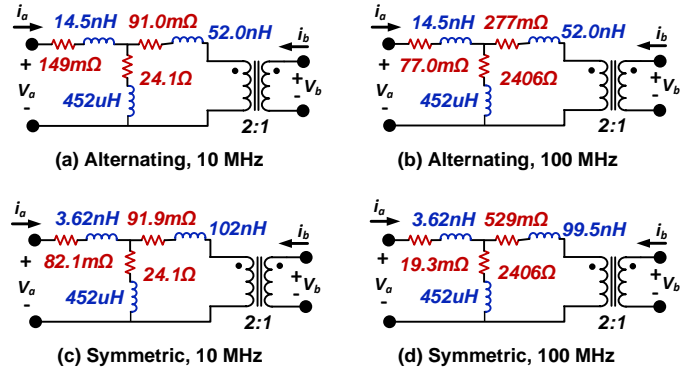 i_a 14.5nH 91.0mΩ 52.0nH i_b
+ 149mΩ 24.1Ω +
V_a V_b
- 452uH -
2:1
(a) Alternating, 10 MHz
i_a 14.5nH 277mΩ 52.0nH i_b
+ 77.0mΩ 2406Ω +
V_a V_b
- 452uH -
2:1
(b) Alternating, 100 MHz
i_a 3.62nH 91.9mΩ 102nH i_b
+ 82.1mΩ 24.1Ω +
V_a V_b
- 452uH -
2:1
(c) Symmetric, 10 MHz
i_a 3.62nH 529mΩ 99.5nH i_b
+ 19.3mΩ 2406Ω +
V_a V_b
- 452uH -
2:1
(d) Symmetric, 100 MHz